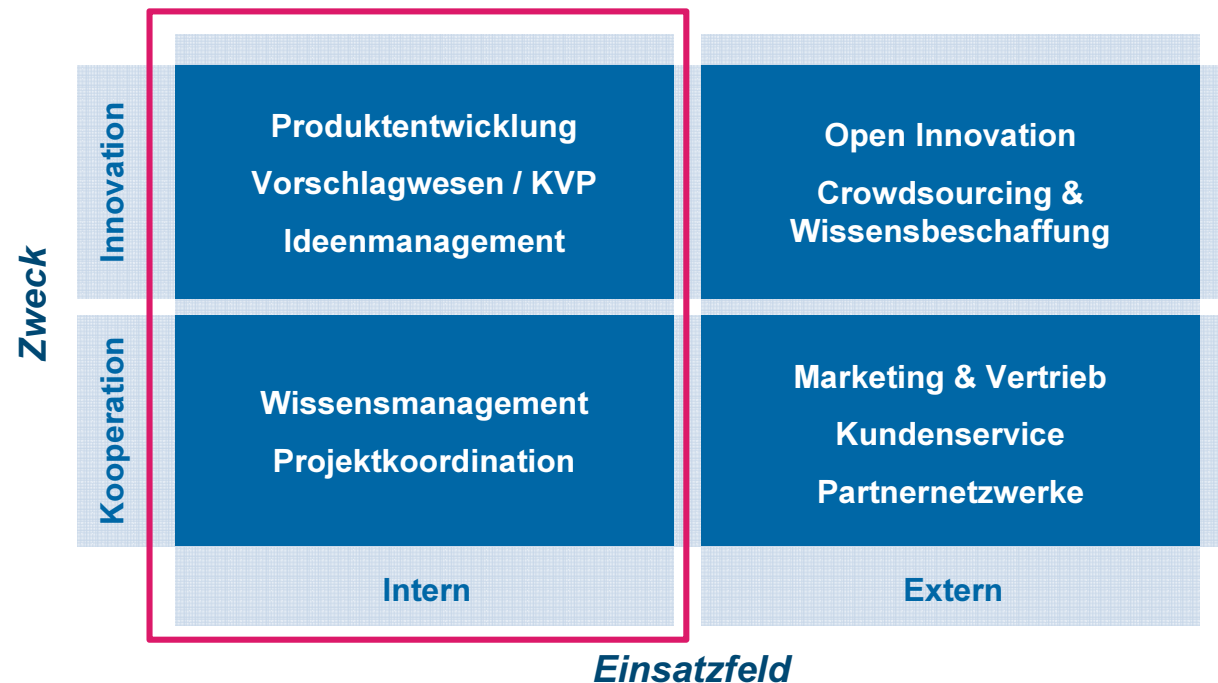 Zweck
Innovation
Produktentwicklung
Vorschlagwesen / KVP
Ideenmanagement
Open Innovation
Crowdsourcing &
Wissensbeschaffung
Kooperation
Wissensmanagement
Projektkoordination
Marketing & Vertrieb
Kundenservice
Partnernetzwerke
Intern
Extern
Einsatzfeld